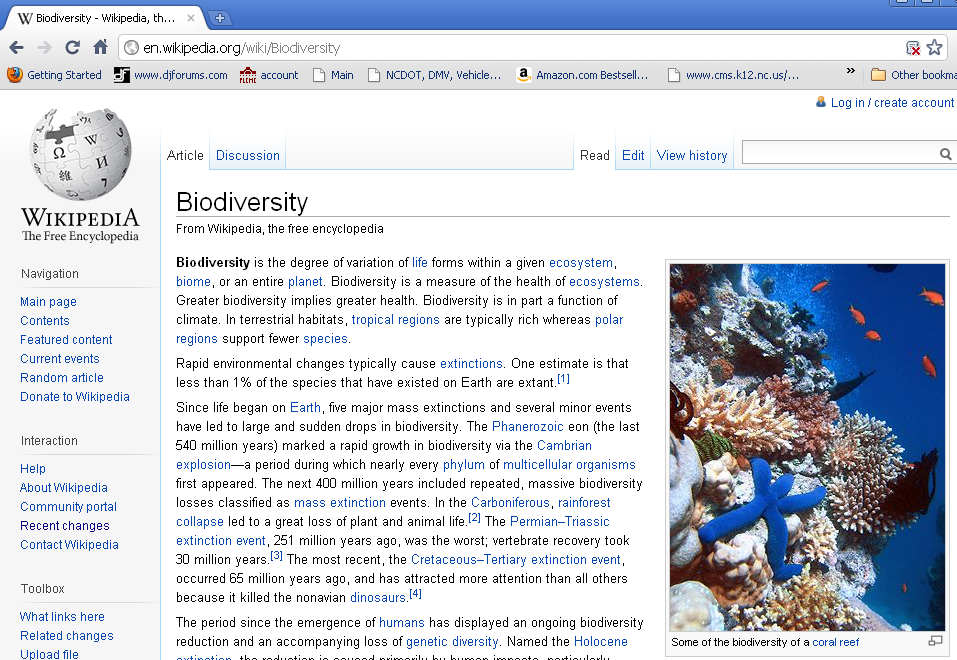 Biodiversity - Wikipedia, th...
en.wikipedia.org/wiki/Biodiversity
Getting Started www.djforums.com account Main NCDOT, DMV, Vehicle... Amazon.com Bestsell... www.cms.k12.nc.us/... » Other bookma
Log in / create account
Article Discussion Read Edit View history
WIKIPEDIA
The Free Encyclopedia
Navigation
Main page
Contents
Featured content
Current events
Random article
Donate to Wikipedia
Interaction
Help
About Wikipedia
Community portal
Recent changes
Contact Wikipedia
Toolbox
What links here
Related changes
Upload file
Biodiversity
From Wikipedia, the free encyclopedia
Biodiversity is the degree of variation of life forms within a given ecosystem,
biome, or an entire planet. Biodiversity is a measure of the health of ecosystems.
Greater biodiversity implies greater health. Biodiversity is in part a function of
climate. In terrestrial habitats, tropical regions are typically rich whereas polar
regions support fewer species.
Rapid environmental changes typically cause extinctions. One estimate is that
less than 1% of the species that have existed on Earth are extant.[1]
Since life began on Earth, five major mass extinctions and several minor events
have led to large and sudden drops in biodiversity. The Phanerozoic eon (the last
540 million years) marked a rapid growth in biodiversity via the Cambrian
explosion—a period during which nearly every phylum of multicellular organisms
first appeared. The next 400 million years included repeated, massive biodiversity
losses classified as mass extinction events. In the Carboniferous, rainforest
collapse led to a great loss of plant and animal life.[2] The Permian–Triassic
extinction event, 251 million years ago, was the worst; vertebrate recovery took
30 million years.[3] The most recent, the Cretaceous–Tertiary extinction event,
occurred 65 million years ago, and has attracted more attention than all others
because it killed the nonavian dinosaurs.[4]
The period since the emergence of humans has displayed an ongoing biodiversity
reduction and an accompanying loss of genetic diversity. Named the Holocene
extinction, the reduction is caused primarily by human impacts, particularly
Some of the biodiversity of a coral reef